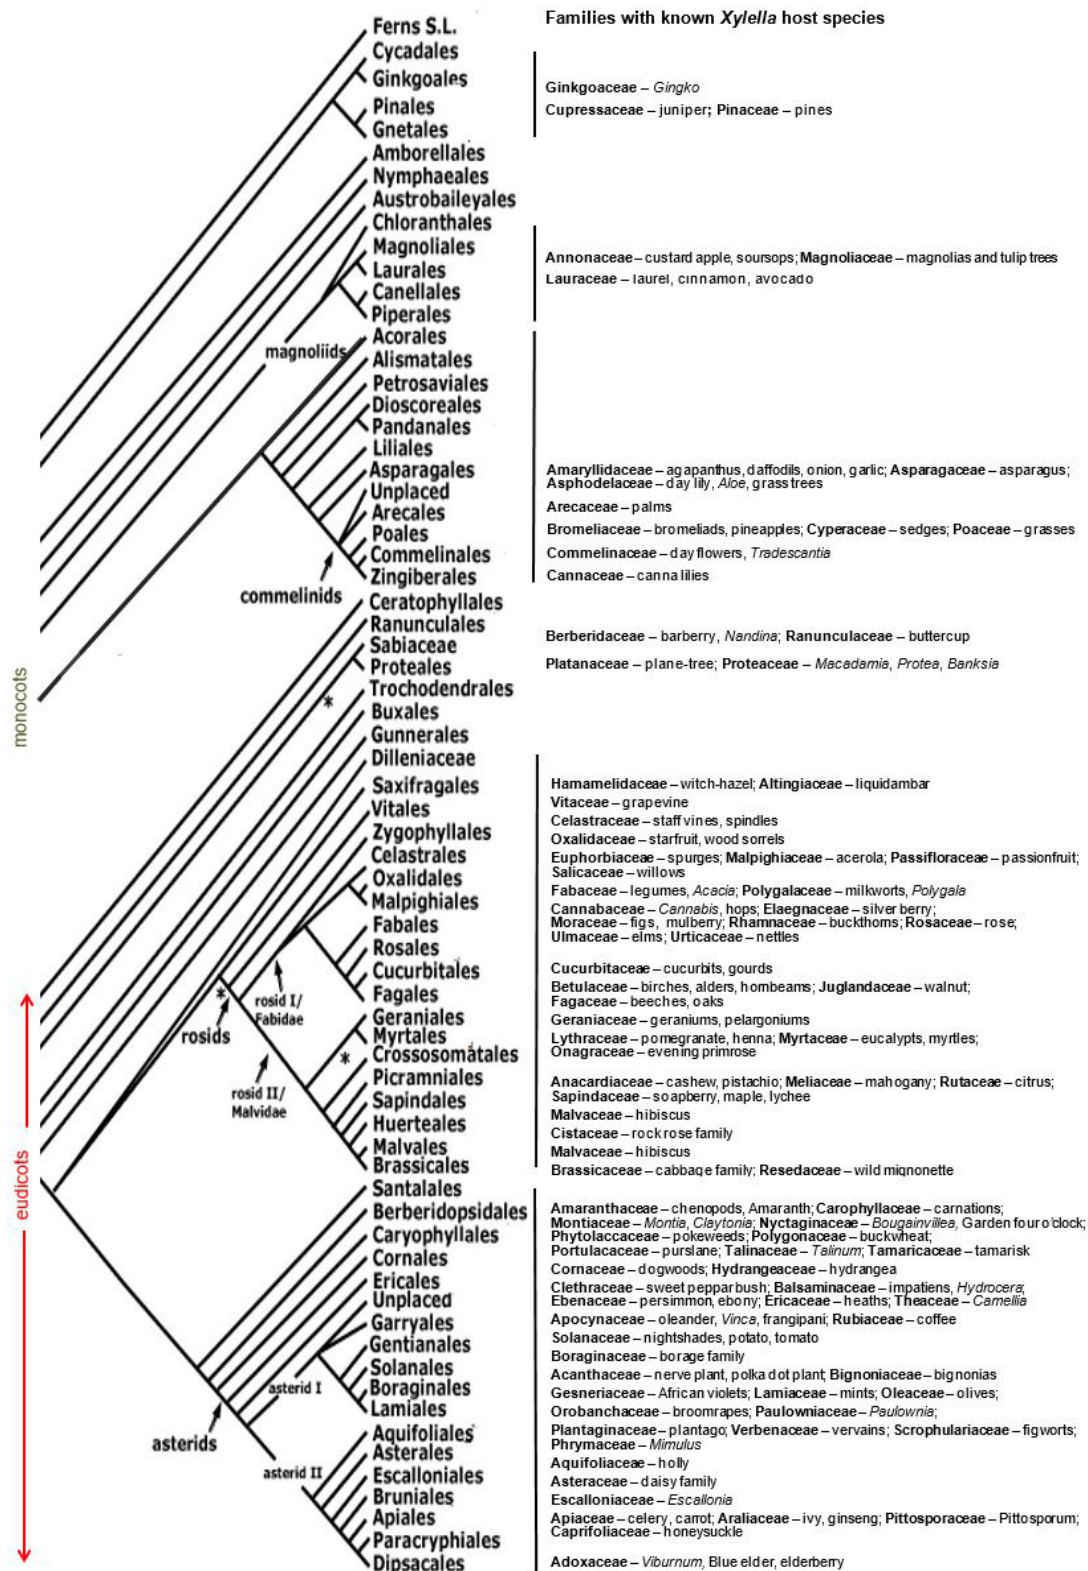 Families with known Xylella host species
Ferns S.L.
Cycadales
Ginkgoales
Pinales
Gnetales
Amborellales
Nymphaeales
Austrobaileyales
Chloranthales
Magnoliales
Laurales
Canellales
Piperales
magnoliids
Acorales
Alismatales
Petrosaviales
Dioscoreales
Pandanales
Liliales
Asparagales
Unplaced
Arecales
Poales
Commelinales
Zingiberales
commelinids
Ceratophyllales
Ranunculales
Sabiaceae
Proteales
Trochodendrales
*
Buxales
Gunnerales
Dilleniaceae
Saxifragales
Vitales
Zygophyllales
Celastrales
Oxalidales
Malpighiales
Fabales
Rosales
Cucurbitales
Fagales
*
rosids
rosid I/
Fabidae
Geraniales
Myrtales
Crossosomatales
*
Picramniales
Sapindales
Huerteales
Malvales
Brassicales
rosid II/
Malvidae
Santalales
Berberidopsidales
Caryophyllales
Cornales
Ericales
Unplaced
Garryales
Gentianales
Solanales
Boraginales
Lamiales
asterid I
asterids
Aquifoliales
Asterales
Escalloniales
Bruniales
Apiales
Paracryphiales
Dipsacales
asterid II
monocots
eudicots
Ginkgoaceae – Gingko
Cupressaceae – juniper; Pinaceae – pines
Annonaceae – custard apple, soursops; Magnoliaceae – magnolias and tulip trees
Lauraceae – laurel, cinnamon, avocado
Amaryllidaceae – agapanthus, daffodils, onion, garlic; Asparagaceae – asparagus;
Asphodelaceae – day lily, Aloe, grasstrees
Arecaceae – palms
Bromeliaceae – bromeliads, pineapples; Cyperaceae – sedges; Poaceae – grasses
Commelinaceae – dayflowers, Tradescantia
Cannaceae – canna lilies
Berberidaceae – barberry, Nandina; Ranunculaceae – buttercup
Platanaceae – plane-tree; Proteaceae – Macadamia, Protea, Banksia
Hamamelidaceae – witch-hazel; Altingiaceae – liquidambar
Vitaceae – grapevine
Celastraceae – staff vines, spindles
Oxalidaceae – starfruit, wood sorrels
Euphorbiaceae – spurges; Malpighiaceae – acerola; Passifloraceae – passionfruit;
Salicaceae – willows
Fabaceae – legumes, Acacia; Polygalaceae – milkworts, Polygala
Cannabaceae – Cannabis, hops; Elaegnaceae – silver berry;
Moraceae – figs, mulberry; Rhamnaceae – buckthorns; Rosaceae – rose;
Ulmaceae – elms; Urticaceae – nettles
Cucurbitaceae – cucurbits, gourds
Betulaceae – birches, alders, hornbeams; Juglandaceae – walnut;
Fagaceae – beeches, oaks
Geraniaceae – geraniums, pelargoniums
Lythraceae – pomegranate, henna; Myrtaceae – eucalypts, myrtles;
Onagraceae – evening primrose
Anacardiaceae – cashew, pistachio; Meliaceae – mahogany; Rutaceae – citrus;
Sapindaceae – soapberry, maple, lychee
Malvaceae – hibiscus
Cistaceae – rock rose family
Malvaceae – hibiscus
Brassicaceae – cabbage family; Resedaceae – wild mignonette
Amaranthaceae – chenopods, Amaranth; Carophyllaceae – carnations;
Montiaceae – Montia, Claytonia; Nyctaginaceae – Bougainvillea, Garden four o'clock;
Phytolaccaceae – pokeweeds; Polygonaceae – buckwheat;
Portulacaceae – purslane; Talinaceae – Talinum; Tamaricaceae – tamarisk
Cornaceae – dogwoods; Hydrangeaceae – hydrangea
Clethraceae – sweet peppar bush; Balsaminaceae – impatiens, Hydrocera;
Ebenaceae – persimmon, ebony; Ericaceae – heaths; Theaceae – Camellia
Apocynaceae – oleander, Vinca, frangipani; Rubiaceae – coffee
Solanaceae – nightshades, potato, tomato
Boraginaceae – borage family
Acanthaceae – nerve plant, polka dot plant; Bignoniaceae – bignonias
Gesneriaceae – African violets; Lamiaceae – mints; Oleaceae – olives;
Orobanchaceae – broomrapes; Paulowniaceae – Paulownia;
Plantaginaceae – plantago; Verbenaceae – vervains; Scrophulariaceae – figworts;
Phrymaceae – Mimulus
Aquifoliaceae – holly
Asteraceae – daisy family
Escalloniaceae – Escallonia
Apiaceae – celery, carrot; Araliaceae – ivy, ginseng; Pittosporaceae – Pittosporum;
Caprifoliaceae – honeysuckle
Adoxaceae – Viburnum, Blue elder, elderberry